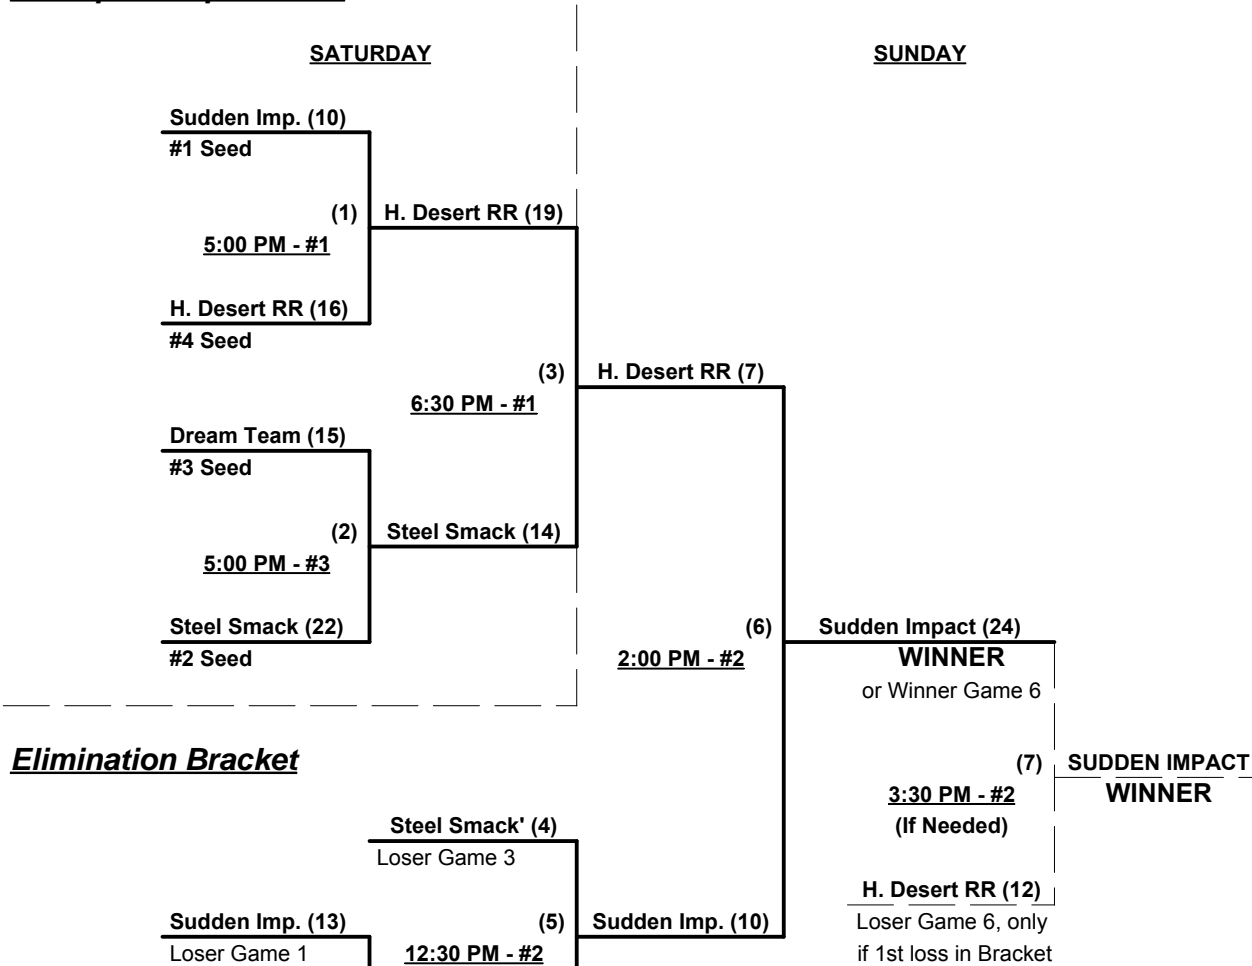 SATURDAY
SUNDAY
Sudden Imp. (10)
#1 Seed
(1)
H. Desert RR (19)
5:00 PM - #1
H. Desert RR (16)
#4 Seed
(3)
H. Desert RR (7)
6:30 PM - #1
Dream Team (15)
#3 Seed
(2)
Steel Smack (14)
5:00 PM - #3
Steel Smack (22)
#2 Seed
(6)
Sudden Impact (24)
2:00 PM - #2
WINNER
or Winner Game 6
Elimination Bracket
(7)
SUDDEN IMPACT
3:30 PM - #2
WINNER
(If Needed)
Steel Smack' (4)
Loser Game 3
H. Desert RR (12)
Sudden Imp. (13)
(5)
Sudden Imp. (10)
Loser Game 6, only
Loser Game 1
12:30 PM - #2
if 1st loss in Bracket